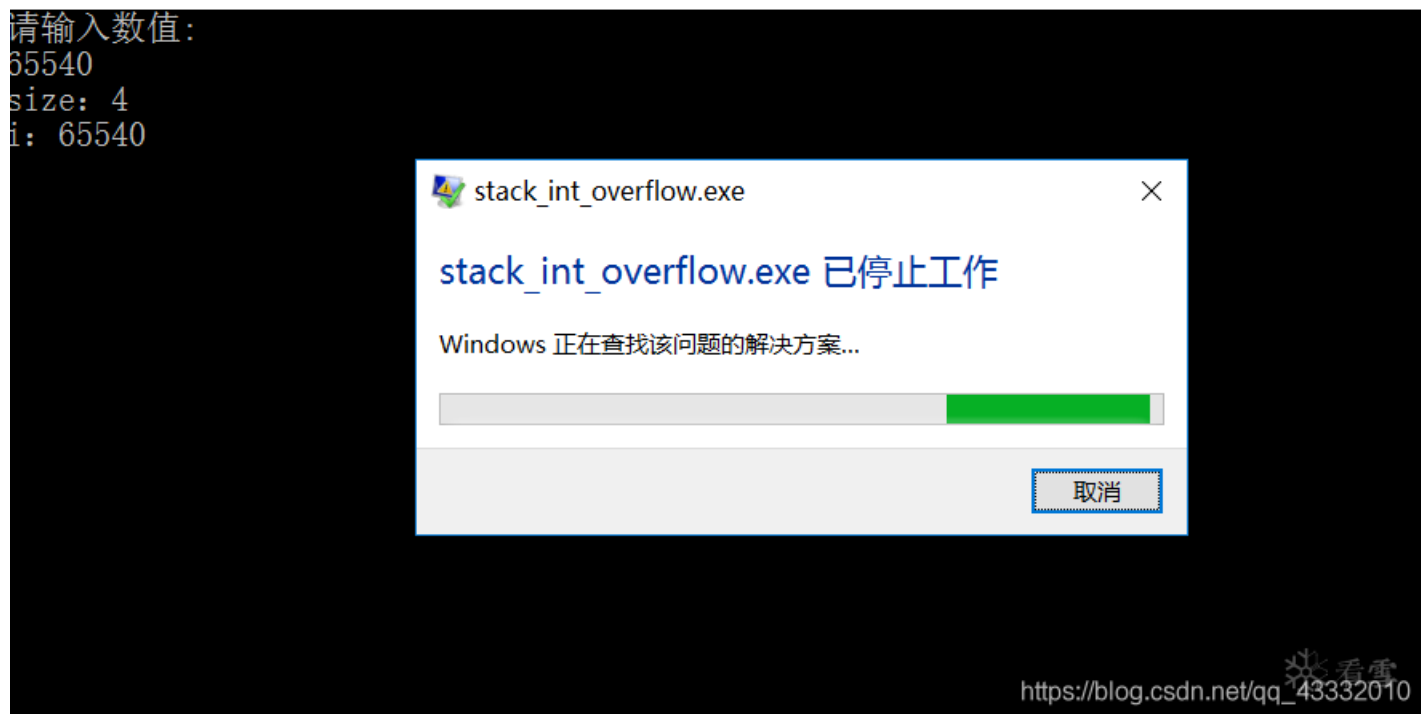 请输入数值:
65540
size: 4
i: 65540
stack_int_overflow.exe
stack_int_overflow.exe 已停止工作
Windows 正在查找该问题的解决方案...
取消
看雪
https://blog.csdn.net/qq_43332010